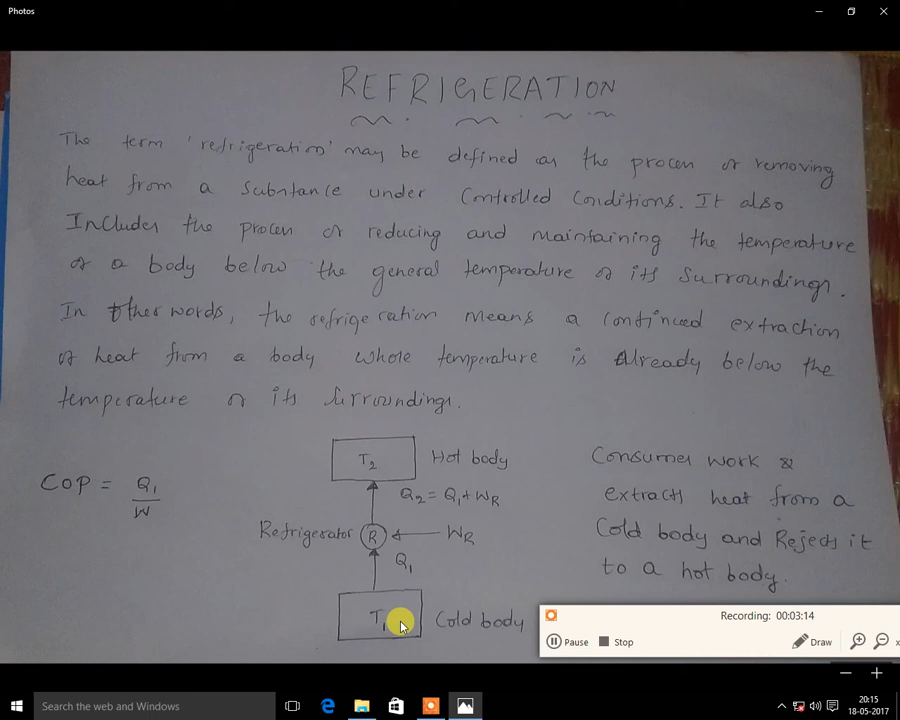 Photos
REFRIGERATION
The term 'refrigeration' may be defined as the process of removing
heat from a substance under Controlled Conditions. It also
Includes the process of reducing and maintaining the temperature
of a body below the general temperature of its Surroundings.
In other words, the refrigeration means a continued extraction
of heat from a body whose temperature is already below the
temperature of its Surroundings.
COP = Q1/W
T2 Hot body
Q2 = Q1 + WR
Refrigerator R WR
Q1
T1 Cold body
Consumes work &
extracts heat from a
Cold body and Rejects it
to a hot body.
Recording: 00:03:14
Pause Stop Draw
Search the web and Windows
20:15
18-05-2017